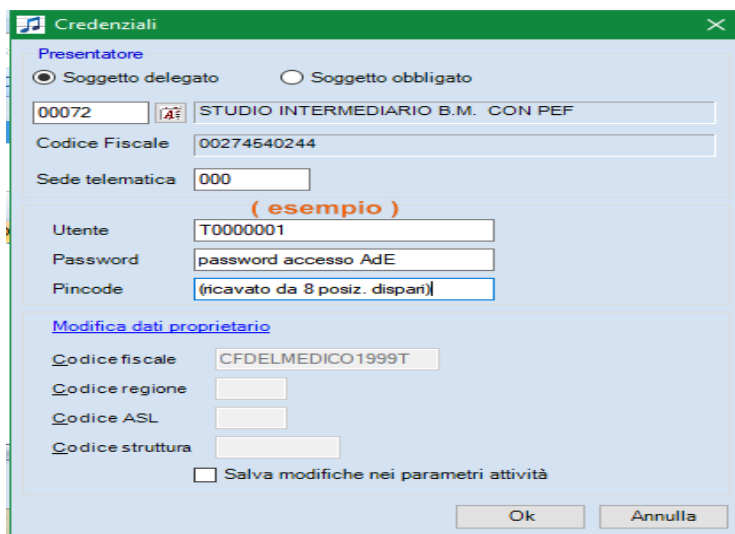 Credenziali
Presentatore
Soggetto delegato Soggetto obbligato
00072 STUDIO INTERMEDIARIO B.M. CON PEF
Codice Fiscale 00274540244
Sede telematica 000
( esempio )
Utente T0000001
Password password accesso AdE
Pincode (ricavato da 8 posiz. dispari)
Modifica dati proprietario
Codice fiscale CFDELMEDICO1999T
Codice regione
Codice ASL
Codice struttura
Salva modifiche nei parametri attività
Ok Annulla